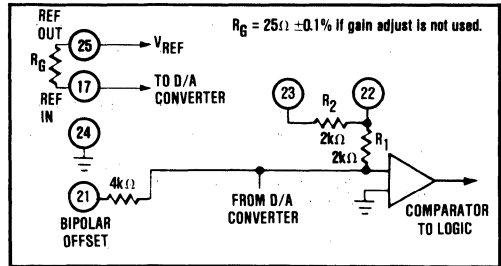 REF OUT
25
V_REF
R_G = 25Ω ±0.1% if gain adjust is not used.
R_G
17
TO D/A CONVERTER
REF IN
24
23
R_2
2kΩ
22
R_1
2kΩ
21
4kΩ
BIPOLAR OFFSET
FROM D/A CONVERTER
COMPARATOR TO LOGIC